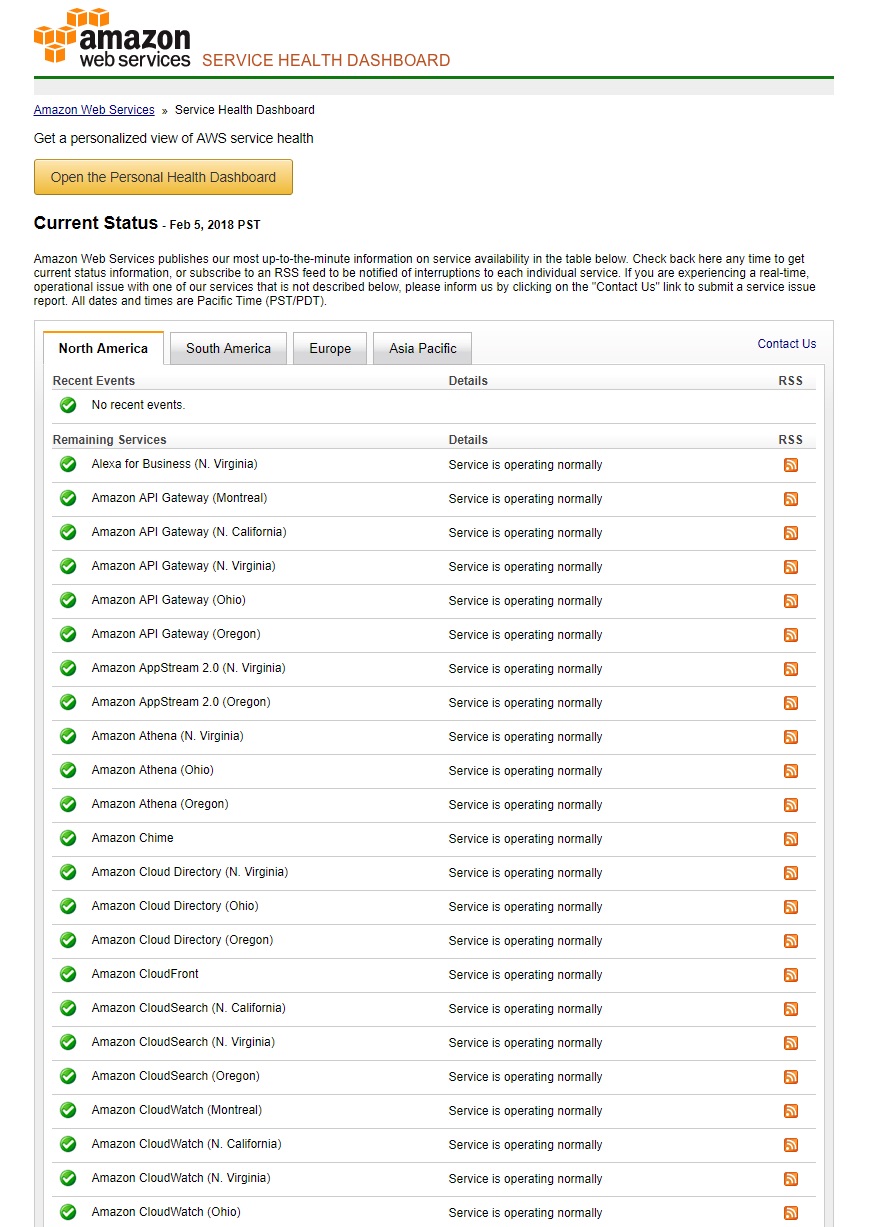 amazon
web services SERVICE HEALTH DASHBOARD
Amazon Web Services » Service Health Dashboard
Get a personalized view of AWS service health
Open the Personal Health Dashboard
Current Status - Feb 5, 2018 PST
Amazon Web Services publishes our most up-to-the-minute information on service availability in the table below. Check back here any time to get
current status information, or subscribe to an RSS feed to be notified of interruptions to each individual service. If you are experiencing a real-time,
operational issue with one of our services that is not described below, please inform us by clicking on the "Contact Us" link to submit a service issue
report. All dates and times are Pacific Time (PST/PDT).
North America South America Europe Asia Pacific Contact Us
Recent Events Details RSS
No recent events.
Remaining Services Details RSS
Alexa for Business (N. Virginia) Service is operating normally
Amazon API Gateway (Montreal) Service is operating normally
Amazon API Gateway (N. California) Service is operating normally
Amazon API Gateway (N. Virginia) Service is operating normally
Amazon API Gateway (Ohio) Service is operating normally
Amazon API Gateway (Oregon) Service is operating normally
Amazon AppStream 2.0 (N. Virginia) Service is operating normally
Amazon AppStream 2.0 (Oregon) Service is operating normally
Amazon Athena (N. Virginia) Service is operating normally
Amazon Athena (Ohio) Service is operating normally
Amazon Athena (Oregon) Service is operating normally
Amazon Chime Service is operating normally
Amazon Cloud Directory (N. Virginia) Service is operating normally
Amazon Cloud Directory (Ohio) Service is operating normally
Amazon Cloud Directory (Oregon) Service is operating normally
Amazon CloudFront Service is operating normally
Amazon CloudSearch (N. California) Service is operating normally
Amazon CloudSearch (N. Virginia) Service is operating normally
Amazon CloudSearch (Oregon) Service is operating normally
Amazon CloudWatch (Montreal) Service is operating normally
Amazon CloudWatch (N. California) Service is operating normally
Amazon CloudWatch (N. Virginia) Service is operating normally
Amazon CloudWatch (Ohio) Service is operating normally